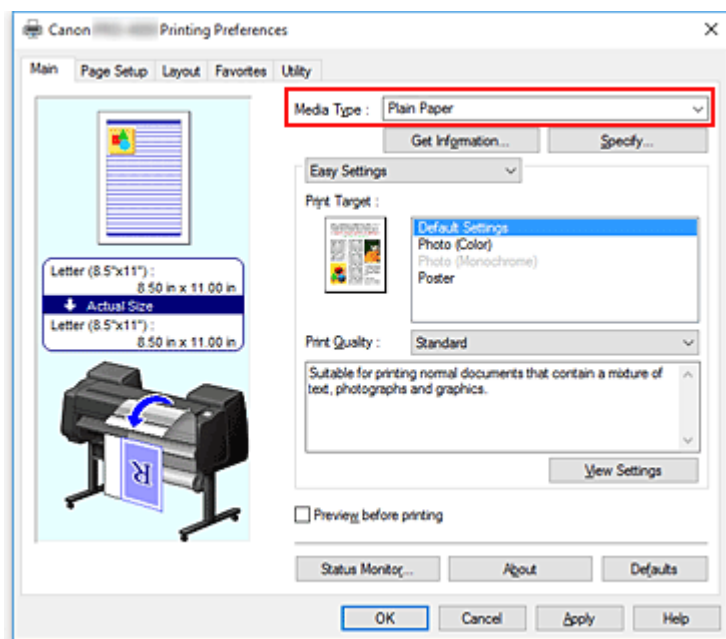 Canon Printing Preferences
Main Page Setup Layout Favorites Utility
Media Type : Plain Paper
Get Information... Specify...
Easy Settings
Print Target :
Default Settings
Photo (Color)
Photo (Monochrome)
Poster
Letter (8.5"x11") :
8.50 in x 11.00 in
Actual Size
Letter (8.5"x11") :
8.50 in x 11.00 in
Print Quality : Standard
Suitable for printing normal documents that contain a mixture of
text, photographs and graphics.
R
View Settings
Preview before printing
Status Monitor... About Defaults
OK Cancel Apply Help